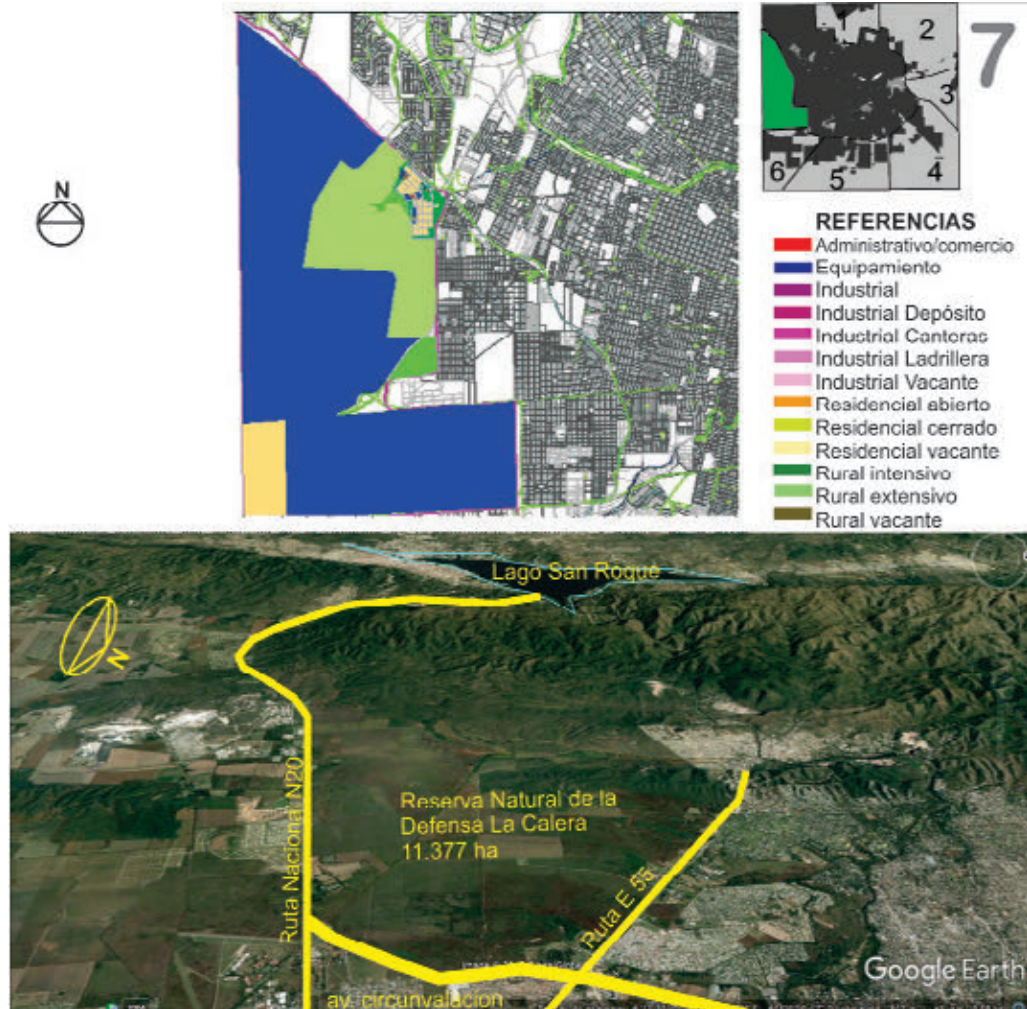 N
2
3
4
5
6
7
REFERENCIAS
Administrativo/comercio
Equipamiento
Industrial
Industrial Depósito
Industrial Canteras
Industrial Ladrillera
Industrial Vacante
Residencial abierto
Residencial cerrado
Residencial vacante
Rural intensivo
Rural extensivo
Rural vacante
Lago San Roque
N
Ruta Nacional N20
Reserva Natural de la
Defensa La Calera
11.377 ha
Ruta E 55
av. circunvalacion
Google Earth